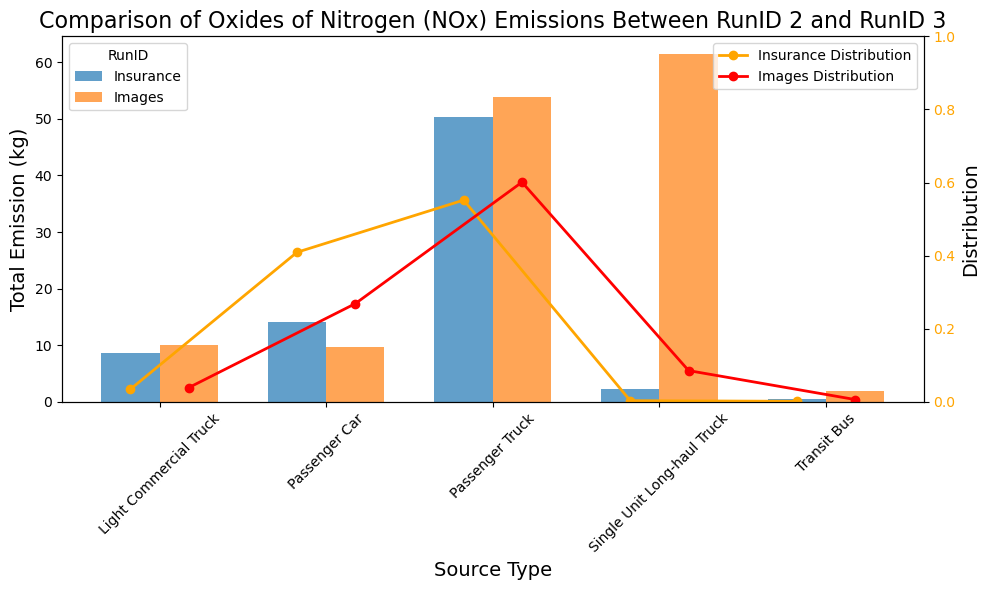 Comparison of Oxides of Nitrogen (NOx) Emissions Between RunID 2 and RunID 3
RunID
Insurance
Images
Insurance Distribution
Images Distribution
Total Emission (kg)
60
50
40
30
20
10
0
1.0
0.8
0.6
0.4
0.2
0.0
Distribution
Light Commercial Truck
Passenger Car
Passenger Truck
Single Unit Long-haul Truck
Transit Bus
Source Type